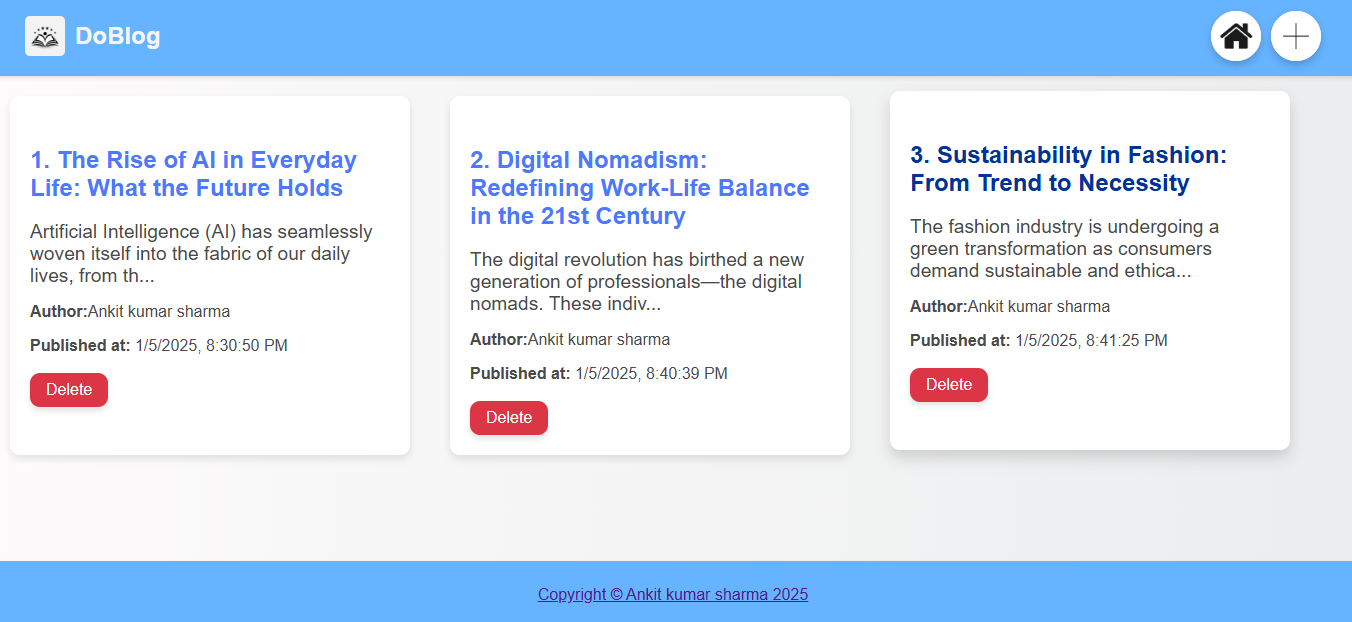 DoBlog
1. The Rise of AI in Everyday
Life: What the Future Holds
Artificial Intelligence (AI) has seamlessly
woven itself into the fabric of our daily
lives, from th...
Author:Ankit kumar sharma
Published at: 1/5/2025, 8:30:50 PM
Delete
2. Digital Nomadism:
Redefining Work-Life Balance
in the 21st Century
The digital revolution has birthed a new
generation of professionals—the digital
nomads. These indiv...
Author:Ankit kumar sharma
Published at: 1/5/2025, 8:40:39 PM
Delete
3. Sustainability in Fashion:
From Trend to Necessity
The fashion industry is undergoing a
green transformation as consumers
demand sustainable and ethica...
Author:Ankit kumar sharma
Published at: 1/5/2025, 8:41:25 PM
Delete
Copyright © Ankit kumar sharma 2025